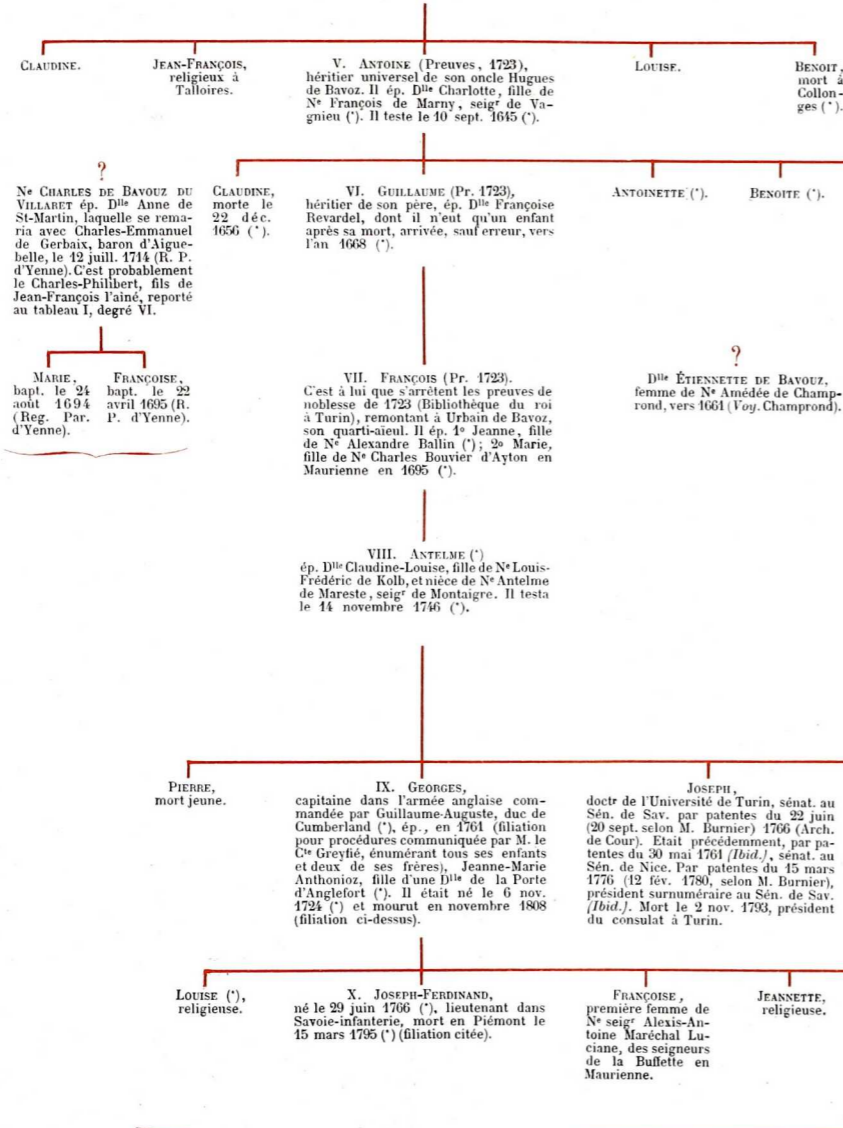 CLAUDINE.
JEAN-FRANÇOIS,
religieux à
Talloires.
V. ANTOINE (Preuves, 1723),
héritier universel de son oncle Hugues
de Bavoz. Il ép. Dlle Charlotte, fille de
Ne François de Marny, seigr de Va-
gnieu (*). Il teste le 10 sept. 1645 (*).
LOUISE.
BENOIT,
mort à
Collon-
ges (*).
?
Ne CHARLES DE BAVOUZ DU
VILLARET ép. Dlle Anne de
St-Martin, laquelle se rema-
ria avec Charles-Emmanuel
de Gerbaix, baron d'Aigue-
belle, le 12 juill. 1714 (R. P.
d'Yenne). C'est probablement
le Charles-Philibert, fils de
Jean-François l'aîné, reporté
au tableau I, degré VI.
CLAUDINE,
morte le
22 déc.
1656 (*).
VI. GUILLAUME (Pr. 1723),
héritier de son père, ép. Dlle Françoise
Revardel, dont il n'eut qu'un enfant
après sa mort, arrivée, sauf erreur, vers
l'an 1668 (*).
ANTOINETTE (*).
BENOITE (*).
MARIE,
bapt. le 24
août 1694
(Reg. Par.
d'Yenne).
FRANÇOISE,
bapt. le 22
avril 1695 (R.
P. d'Yenne).
VII. FRANÇOIS (Pr. 1723).
C'est à lui que s'arrêtent les preuves de
noblesse de 1723 (Bibliothèque du roi
à Turin), remontant à Urbain de Bavoz,
son quarti-aïeul. Il ép. 1º Jeanne, fille
de Ne Alexandre Ballin (*) ; 2º Marie,
fille de Ne Charles Bouvier d'Ayton en
Maurienne en 1695 (*).
?
Dlle ÉTIENNETTE DE BAVOUZ,
femme de Ne Amédée de Champ-
rond, vers 1661 (Voy. Champrond).
VIII. ANTELME (*)
ép. Dlle Claudine-Louise, fille de Ne Louis-
Frédéric de Kolb, et nièce de Ne Antelme
de Mareste, seigr de Montaigre. Il testa
le 14 novembre 1746 (*).
PIERRE,
mort jeune.
IX. GEORGES,
capitaine dans l'armée anglaise com-
mandée par Guillaume-Auguste, duc de
Cumberland (*), ép., en 1761 (filiation
pour procédures communiquée par M. le
Cte Greyfié, énumérant tous ses enfants
et deux de ses frères), Jeanne-Marie
Anthonioz, fille d'une Dlle de la Porte
d'Anglefort (*). Il était né le 6 nov.
1724 (*) et mourut en novembre 1808
(filiation ci-dessus).
JOSEPH,
doctr de l'Université de Turin, sénat. au
Sén. de Sav. par patentes du 22 juin
(20 sept. selon M. Burnier) 1766 (Arch.
de Cour). Etait précédemment, par pa-
tentes du 30 mai 1761 (Ibid.), sénat. au
Sén. de Nice. Par patentes du 15 mars
1776 (12 fév. 1780, selon M. Burnier),
président surnuméraire au Sén. de Sav.
(Ibid.). Mort le 2 nov. 1793, président
du consulat à Turin.
LOUISE (*),
religieuse.
X. JOSEPH-FERDINAND,
né le 29 juin 1766 (*), lieutenant dans
Savoie-infanterie, mort en Piémont le
15 mars 1795 (*) (filiation citée).
FRANÇOISE,
première femme de
Ne seigr Alexis-An-
toine Maréchal Lu-
ciane, des seigneurs
de la Buffette en
Maurienne.
JEANNETTE,
religieuse.